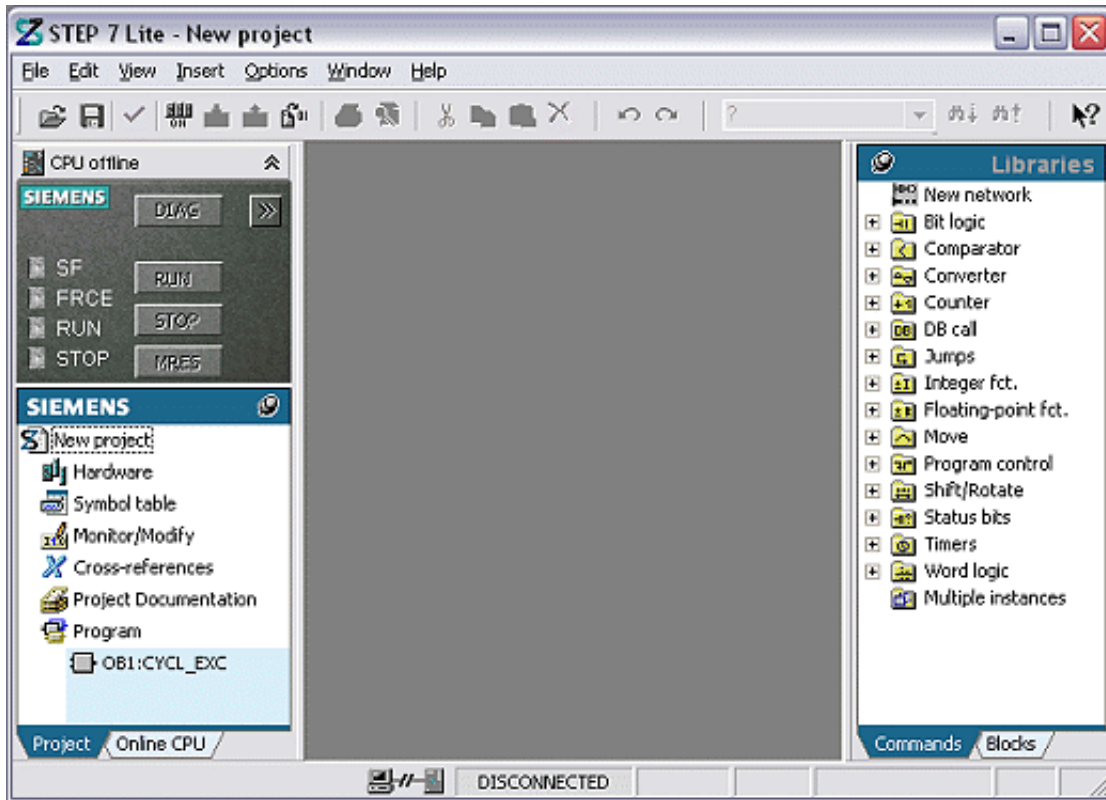 STEP 7 Lite - New project
File Edit View Insert Options Window Help
?
CPU offline
SIEMENS
DIAG
SF
FRCE
RUN
STOP
RUN
STOP
MRES
SIEMENS
New project
Hardware
Symbol table
Monitor/Modify
Cross-references
Project Documentation
Program
OB1:CYCL_EXC
Project Online CPU
Libraries
New network
Bit logic
Comparator
Converter
Counter
DB call
Jumps
Integer fct.
Floating-point fct.
Move
Program control
Shift/Rotate
Status bits
Timers
Word logic
Multiple instances
Commands Blocks
DISCONNECTED